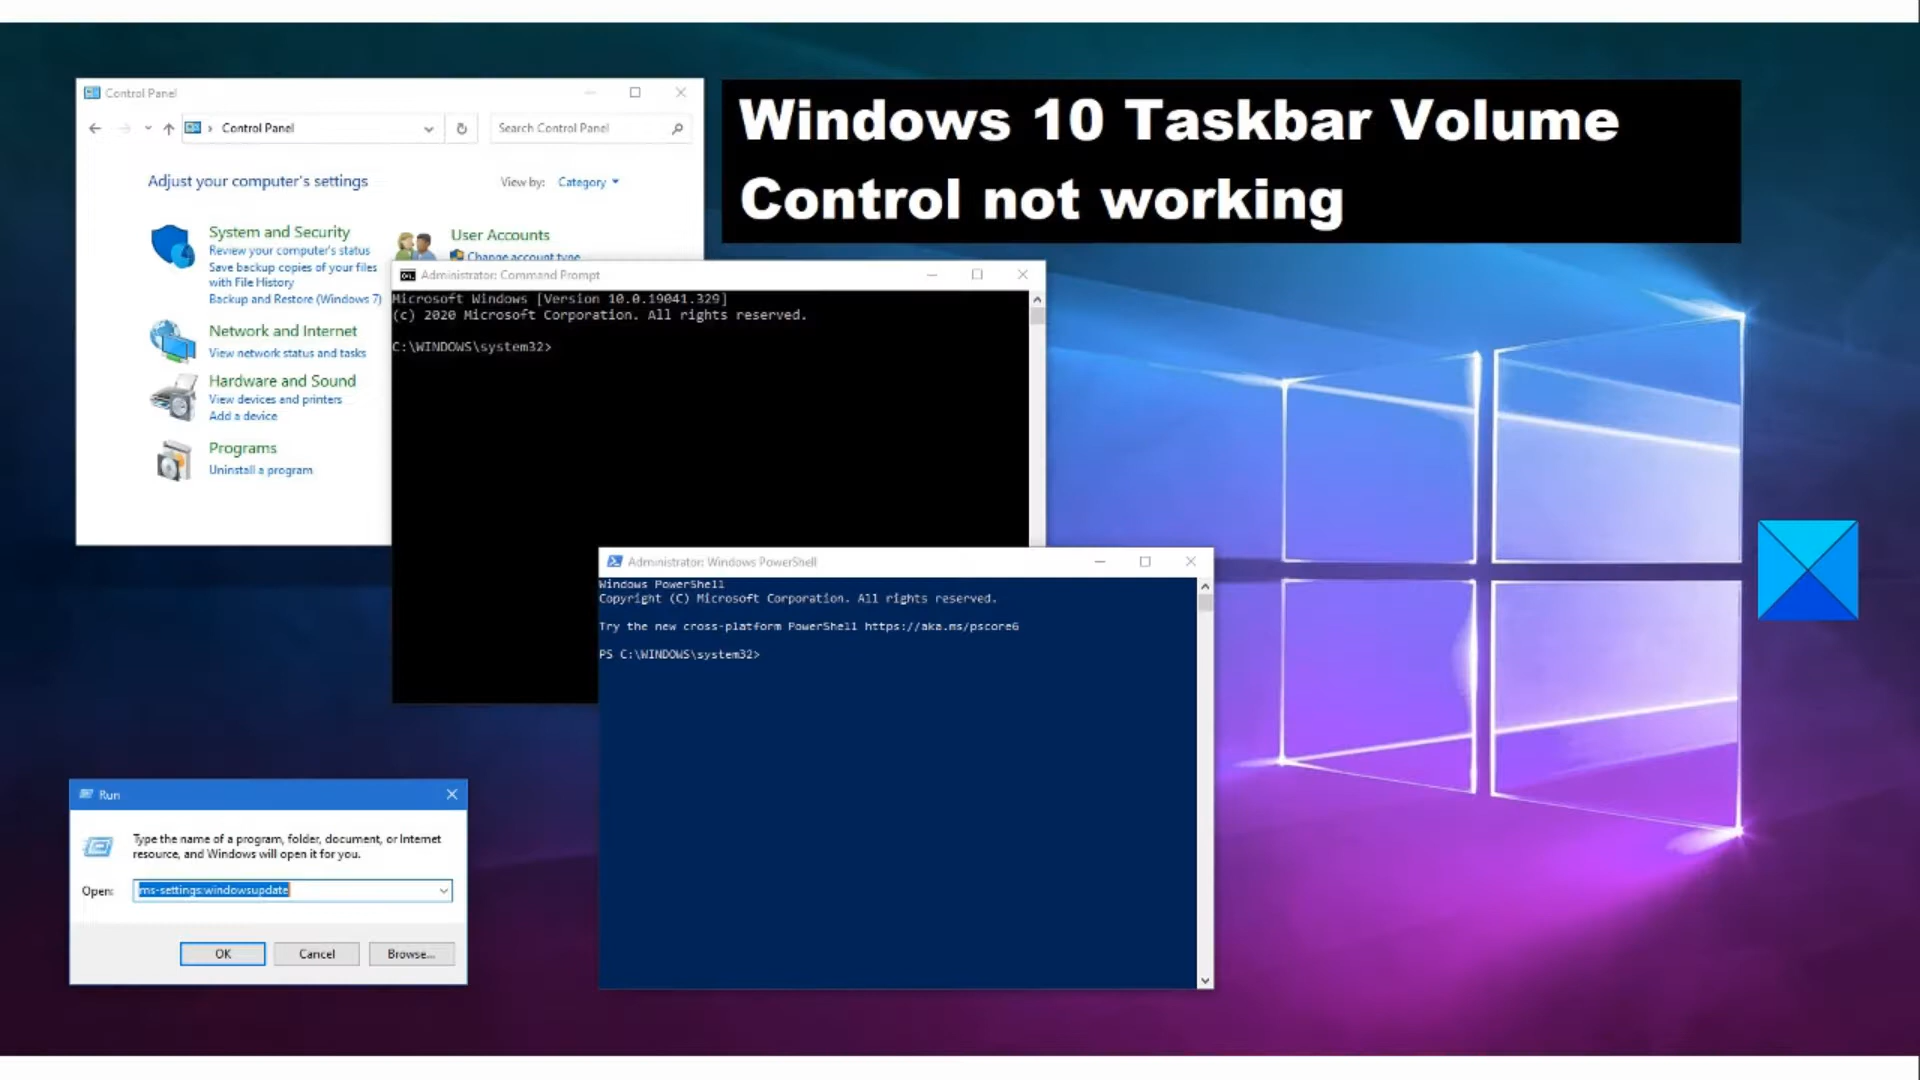 Control Panel
Control Panel
Search Control Panel
Windows 10 Taskbar Volume
Control not working
Adjust your computer's settings
View by:
Category
System and Security
Review your computer's status
Save backup copies of your files
with File History
Backup and Restore (Windows 7)
User Accounts
Change account type
Network and Internet
View network status and tasks
Hardware and Sound
View devices and printers
Add a device
Programs
Uninstall a program
Administrator: Command Prompt
Microsoft Windows [Version 10.0.19041.329]
(c) 2020 Microsoft Corporation. All rights reserved.
C:\WINDOWS\system32>
Administrator: Windows PowerShell
Windows PowerShell
Copyright (C) Microsoft Corporation. All rights reserved.
Try the new cross-platform PowerShell https://aka.ms/pscore6
PS C:\WINDOWS\system32>
Run
Type the name of a program, folder, document, or Internet
resource, and Windows will open it for you.
Open:
ms-settings:windowsupdate
OK
Cancel
Browse...